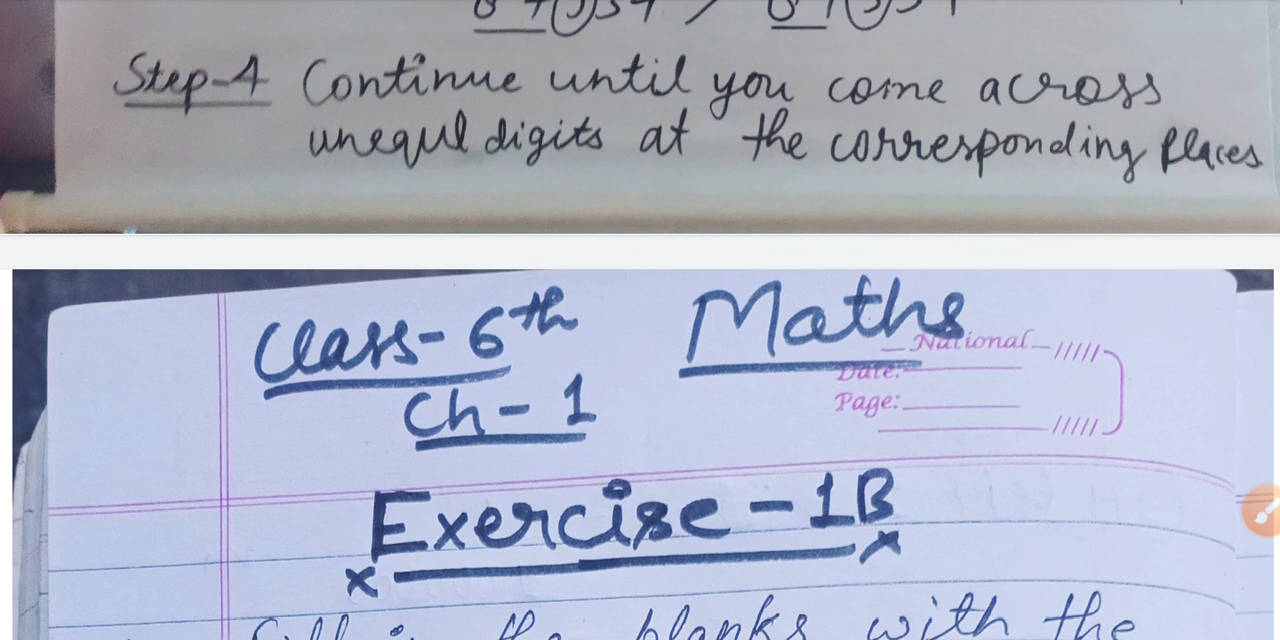 Step-4 Continue until you come across
unequl digits at the corresponding places
Class- 6th Maths
National
Date:
Ch- 1
Page:
Exercise - 1B
the blanks with the